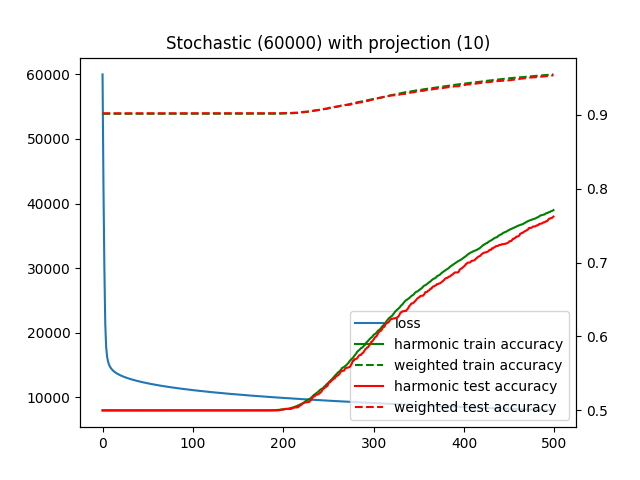 Stochastic (60000) with projection (10)
60000
50000
40000
30000
20000
10000
0.9
0.8
0.7
0.6
0.5
loss
harmonic train accuracy
weighted train accuracy
harmonic test accuracy
weighted test accuracy
0 100 200 300 400 500